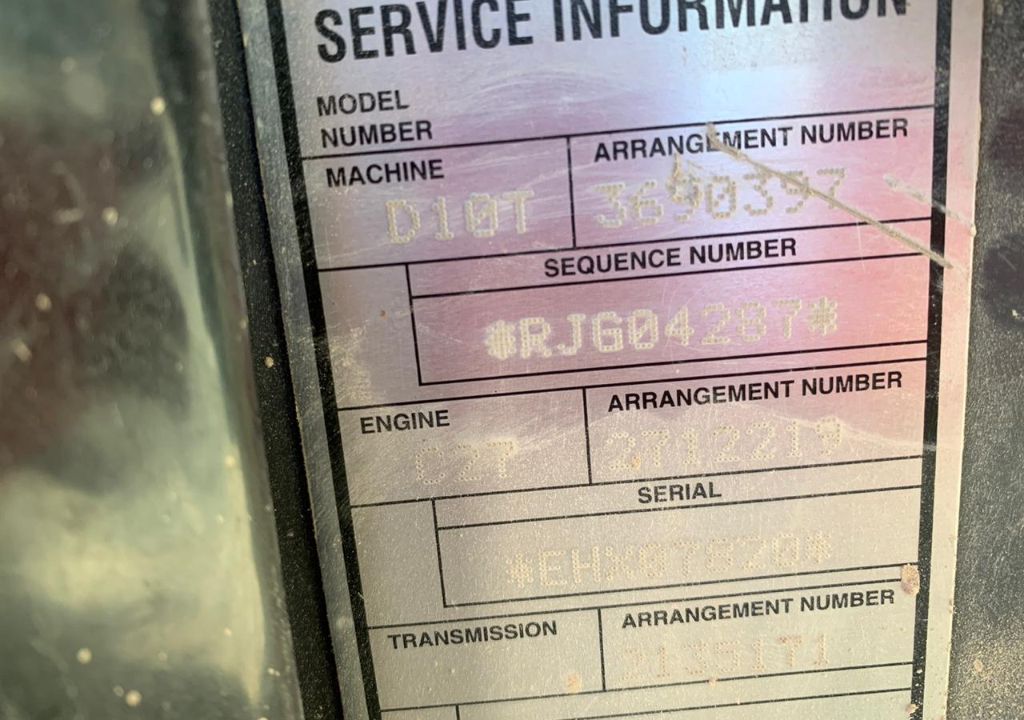 SERVICE INFORMATION
MODEL
NUMBER
MACHINE
ARRANGEMENT NUMBER
D10T
3690397
SEQUENCE NUMBER
*RJG04287*
ENGINE
ARRANGEMENT NUMBER
C27
2712219
SERIAL
*EHX07820*
TRANSMISSION
ARRANGEMENT NUMBER
2135171